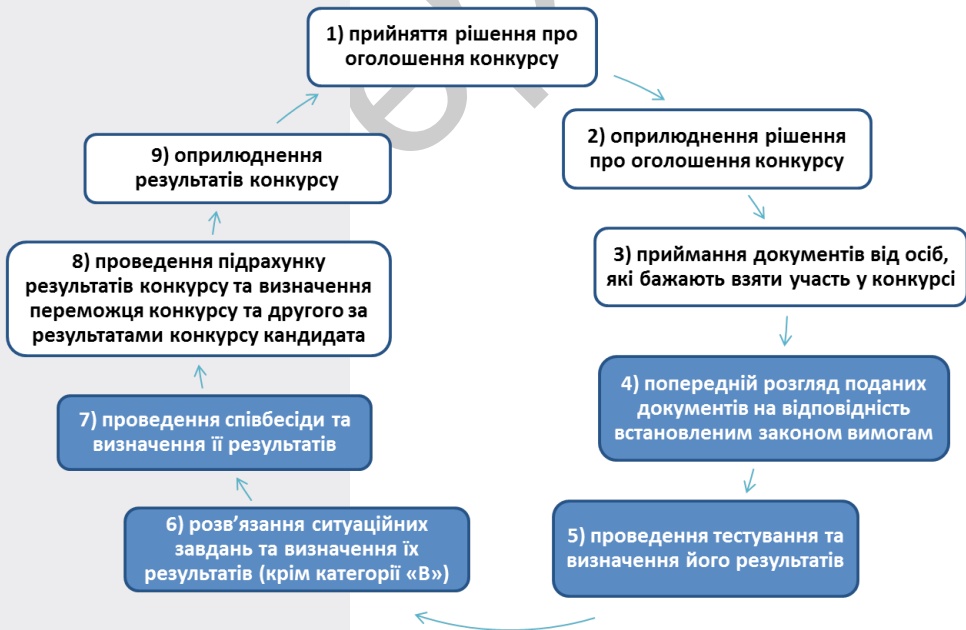 1) прийняття рішення про
оголошення конкурсу
2) оприлюднення рішення
про оголошення конкурсу
3) приймання документів від осіб,
які бажають взяти участь у конкурсі
4) попередній розгляд поданих
документів на відповідність
встановленим законом вимогам
5) проведення тестування та
визначення його результатів
6) розв’язання ситуаційних
завдань та визначення їх
результатів (крім категорії «В»)
7) проведення співбесіди та
визначення її результатів
8) проведення підрахунку
результатів конкурсу та визначення
переможця конкурсу та другого за
результатами конкурсу кандидата
9) оприлюднення
результатів конкурсу